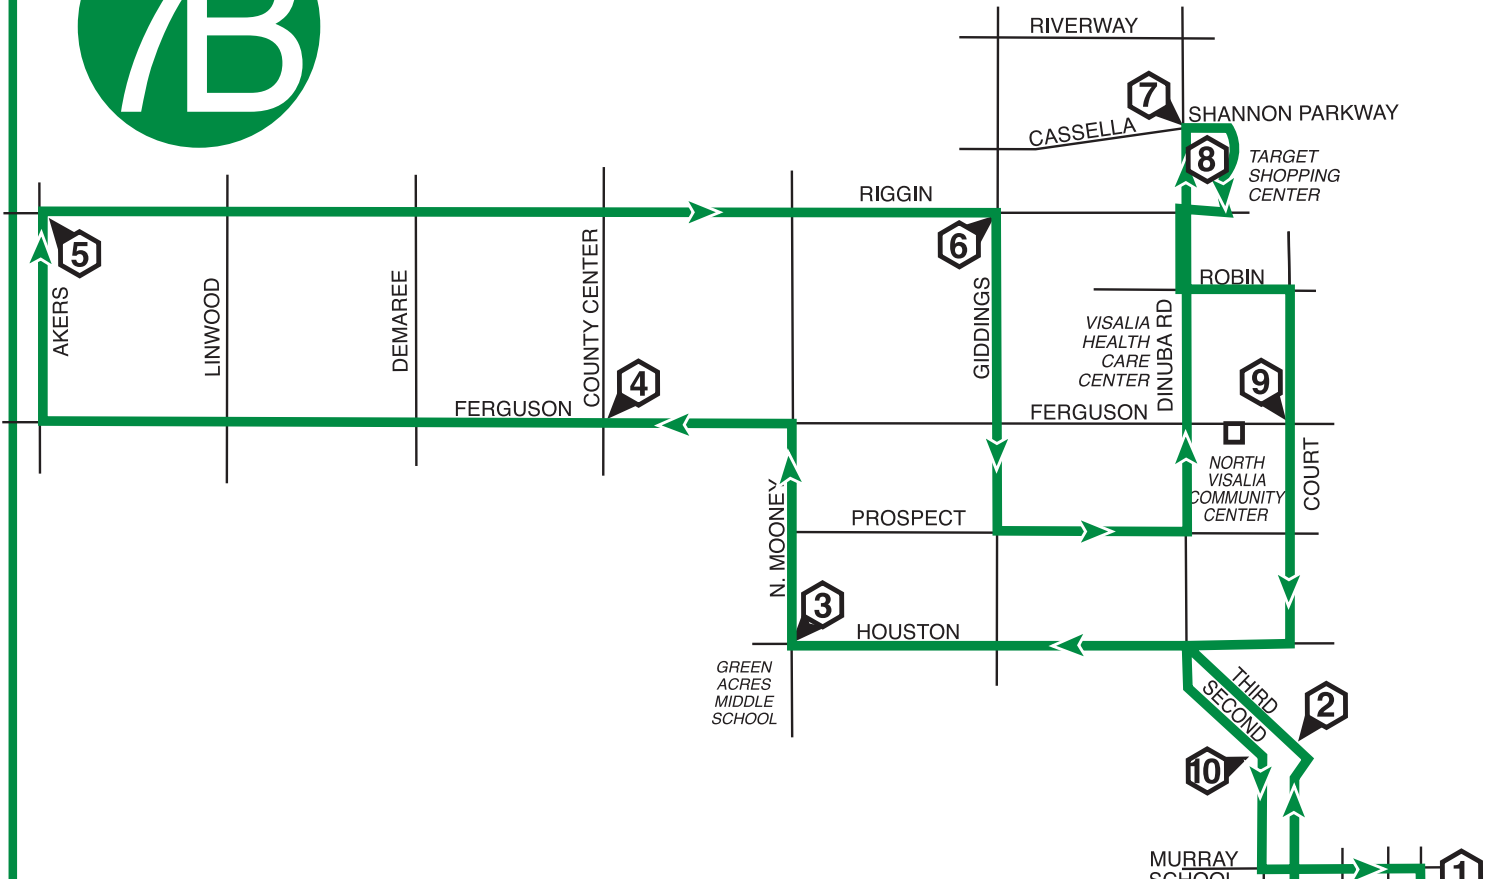 7B
RIVERWAY
7
SHANNON PARKWAY
CASSELLA
8
TARGET
SHOPPING
CENTER
RIGGIN
5
6
ROBIN
AKERS
LINWOOD
DEMAREE
COUNTY CENTER
GIDDINGS
VISALIA
HEALTH
CARE
CENTER
DINUBA RD
4
9
FERGUSON
FERGUSON
NORTH
VISALIA
COMMUNITY
CENTER
COURT
N. MOONEY
PROSPECT
3
HOUSTON
GREEN
ACRES
MIDDLE
SCHOOL
THIRD
SECOND
2
10
MURRAY
SCHOOL
1